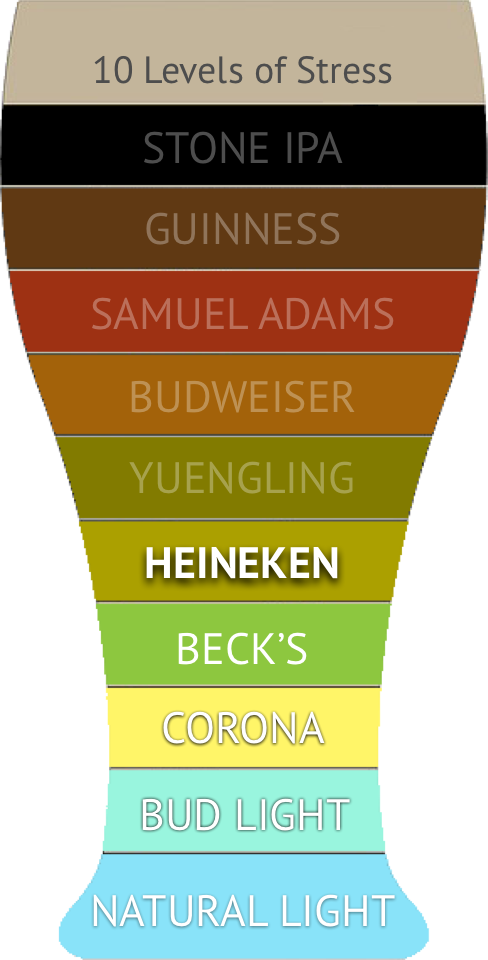 10 Levels of Stress
STONE IPA
GUINNESS
SAMUEL ADAMS
BUDWEISER
YUENGLING
HEINEKEN
BECK’S
CORONA
BUD LIGHT
NATURAL LIGHT